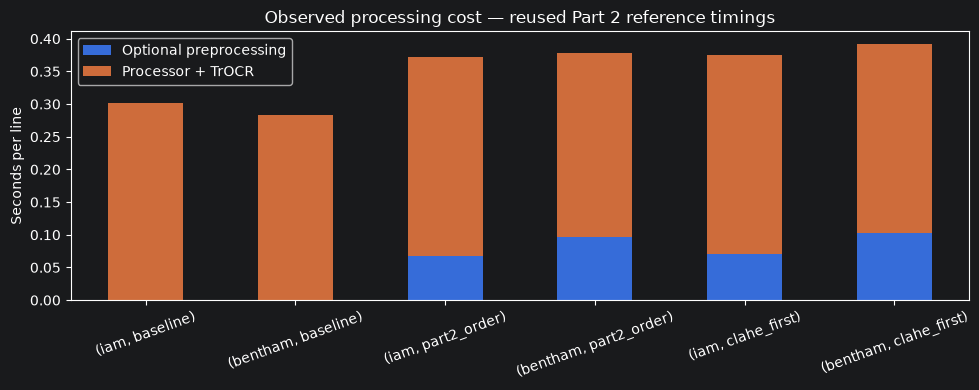 Observed processing cost — reused Part 2 reference timings
Optional preprocessing
Processor + TrOCR
Seconds per line
0.40
0.35
0.30
0.25
0.20
0.15
0.10
0.05
0.00
(iam, baseline)
(bentham, baseline)
(iam, part2_order)
(bentham, part2_order)
(iam, clahe_first)
(bentham, clahe_first)